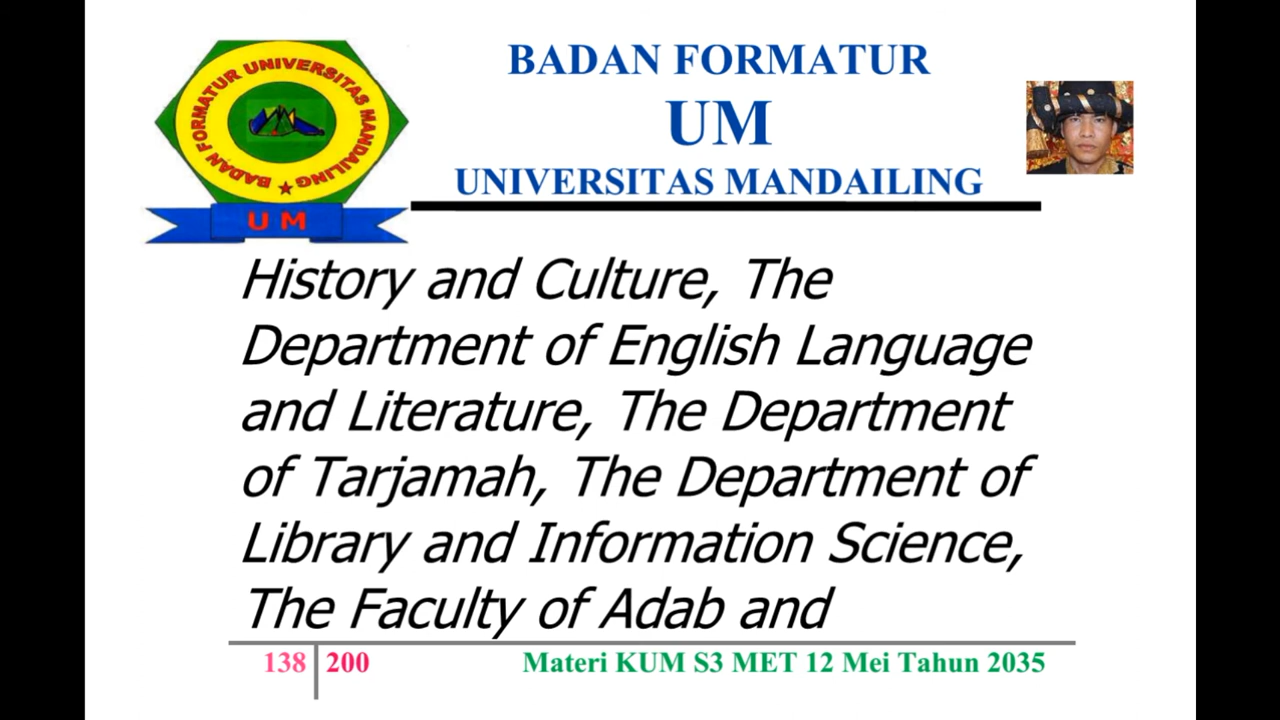 BADAN FORMATUR UNIVERSITAS MANDAILING
UM
BADAN FORMATUR
UM
UNIVERSITAS MANDAILING
History and Culture, The
Department of English Language
and Literature, The Department
of Tarjamah, The Department of
Library and Information Science,
The Faculty of Adab and
138 200 Materi KUM S3 MET 12 Mei Tahun 2035